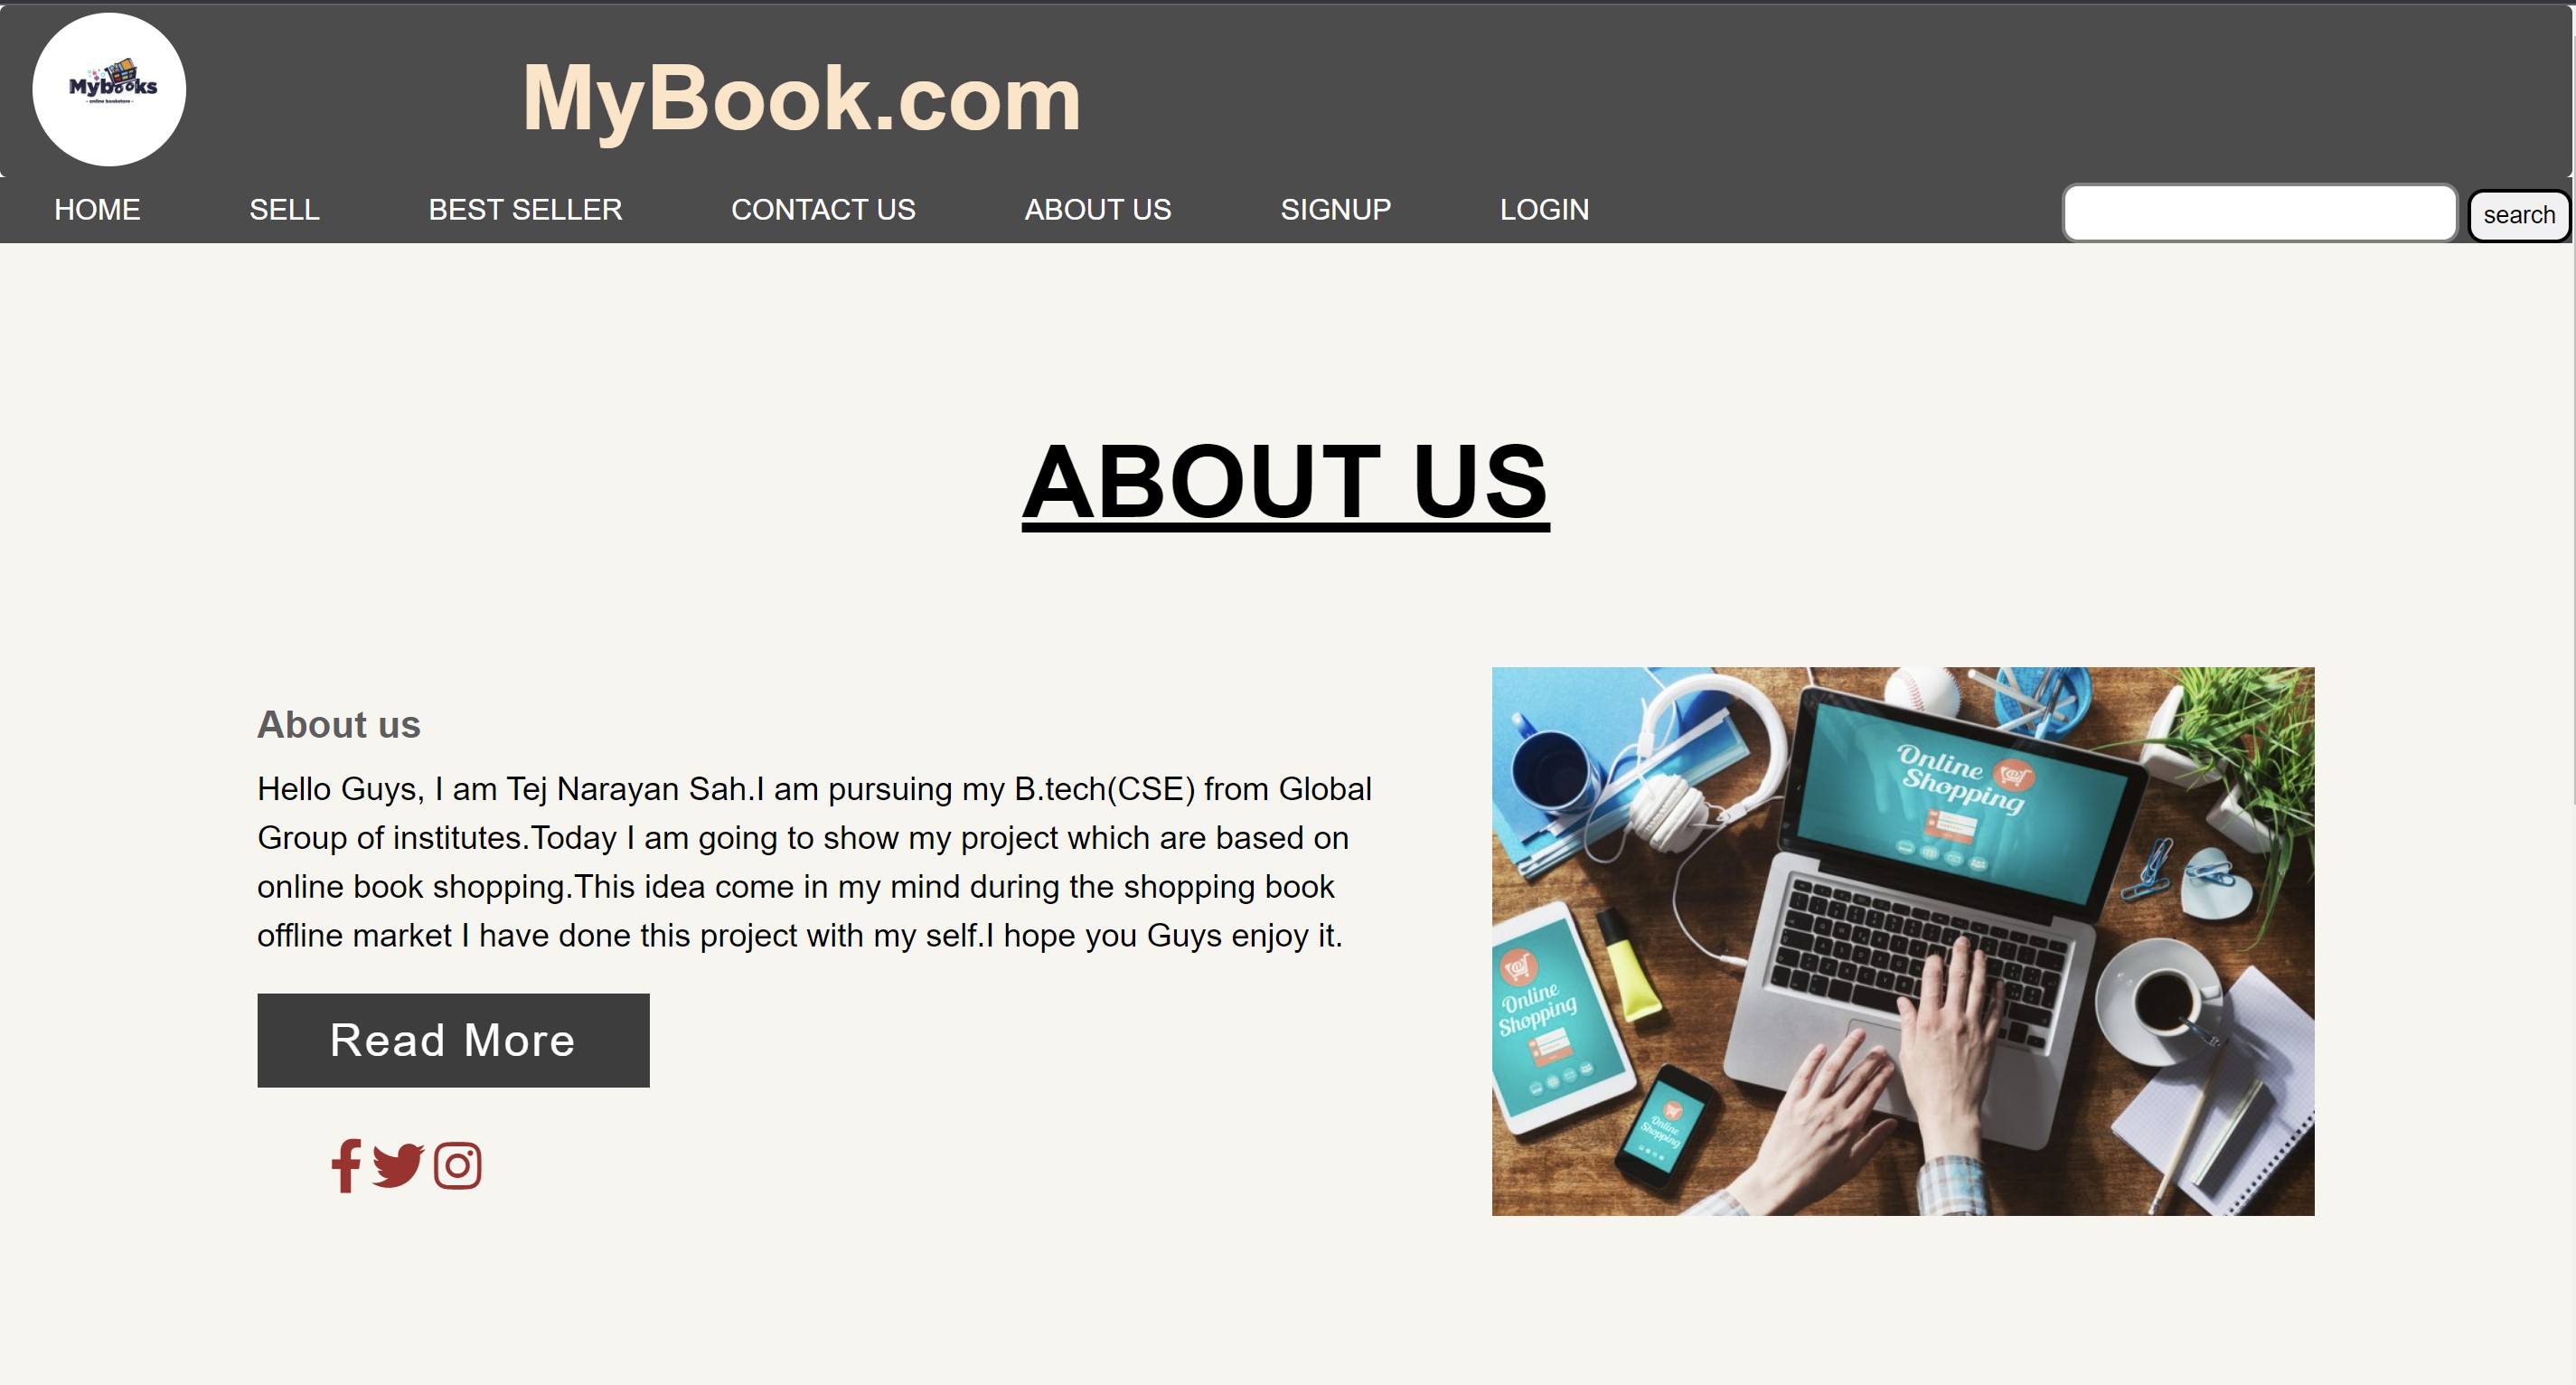 Mybooks
- online bookstore -
MyBook.com
HOME SELL BEST SELLER CONTACT US ABOUT US SIGNUP LOGIN search
ABOUT US
About us
Hello Guys, I am Tej Narayan Sah.I am pursuing my B.tech(CSE) from Global
Group of institutes.Today I am going to show my project which are based on
online book shopping.This idea come in my mind during the shopping book
offline market I have done this project with my self.I hope you Guys enjoy it.
Read More
Online
Shopping
Online
Shopping
Online
Shopping